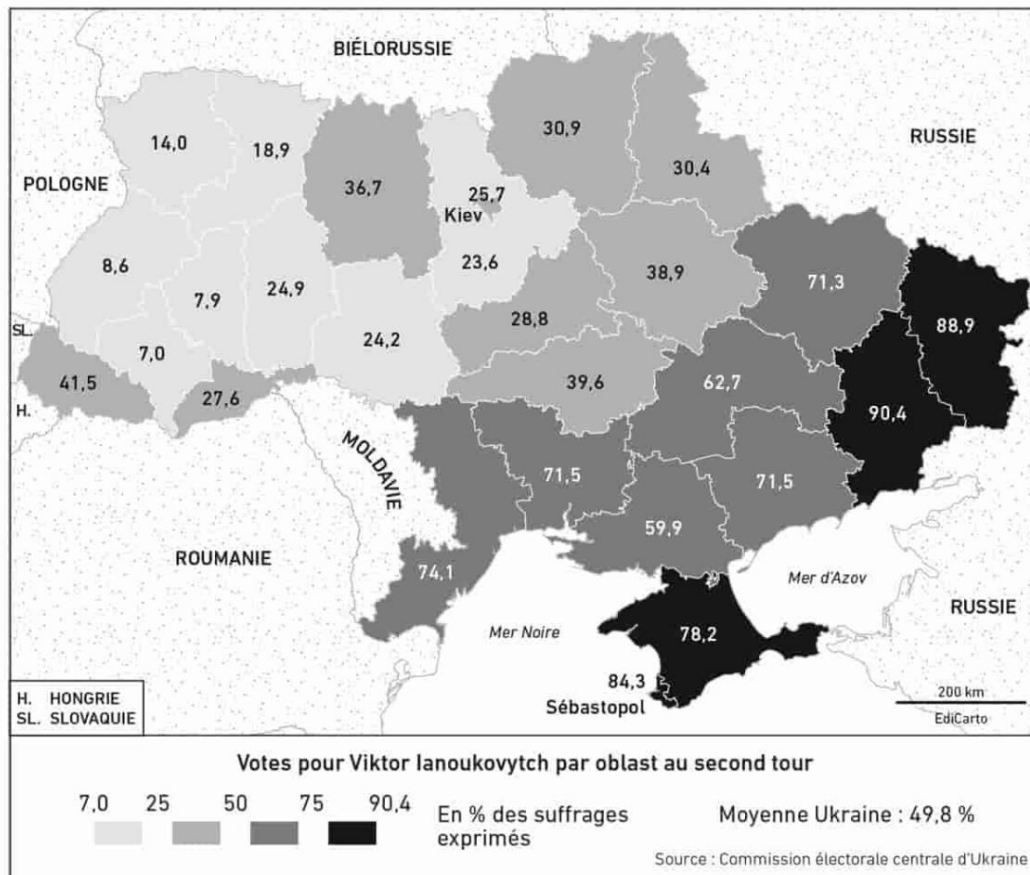 BIÉLORUSSIE
RUSSIE
POLOGNE
14,0
18,9
36,7
30,9
30,4
25,7
Kiev
23,6
8,6
7,9
24,9
24,2
28,8
38,9
71,3
88,9
SL.
7,0
41,5
27,6
39,6
62,7
90,4
H.
MOLDAVIE
71,5
71,5
59,9
ROUMANIE
74,1
Mer d'Azov
RUSSIE
Mer Noire
78,2
84,3
Sébastopol
H. HONGRIE
SL. SLOVAQUIE
200 km
EdiCarto
Votes pour Viktor Ianoukovytch par oblast au second tour
7,0 25 50 75 90,4
En % des suffrages
exprimés
Moyenne Ukraine : 49,8 %
Source : Commission électorale centrale d'Ukraine